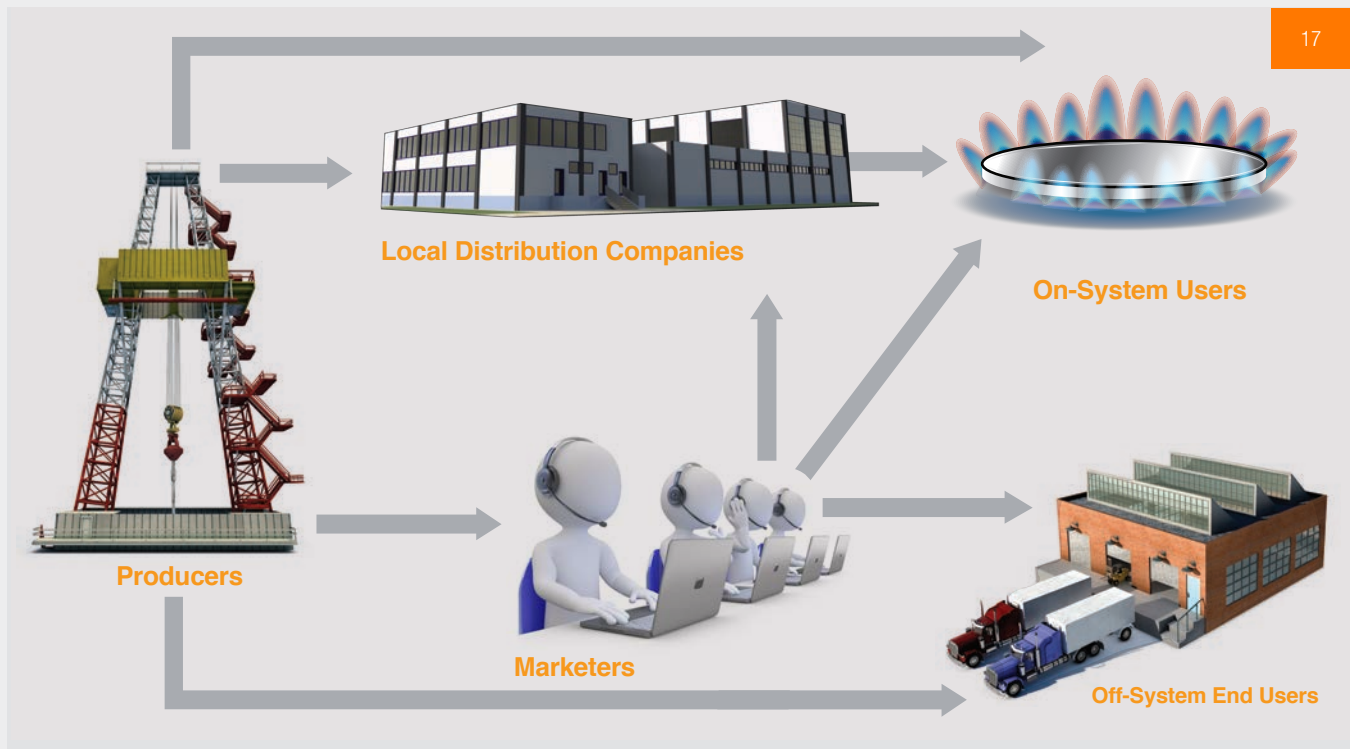 17
Local Distribution Companies
On-System Users
Producers
Marketers
Off-System End Users